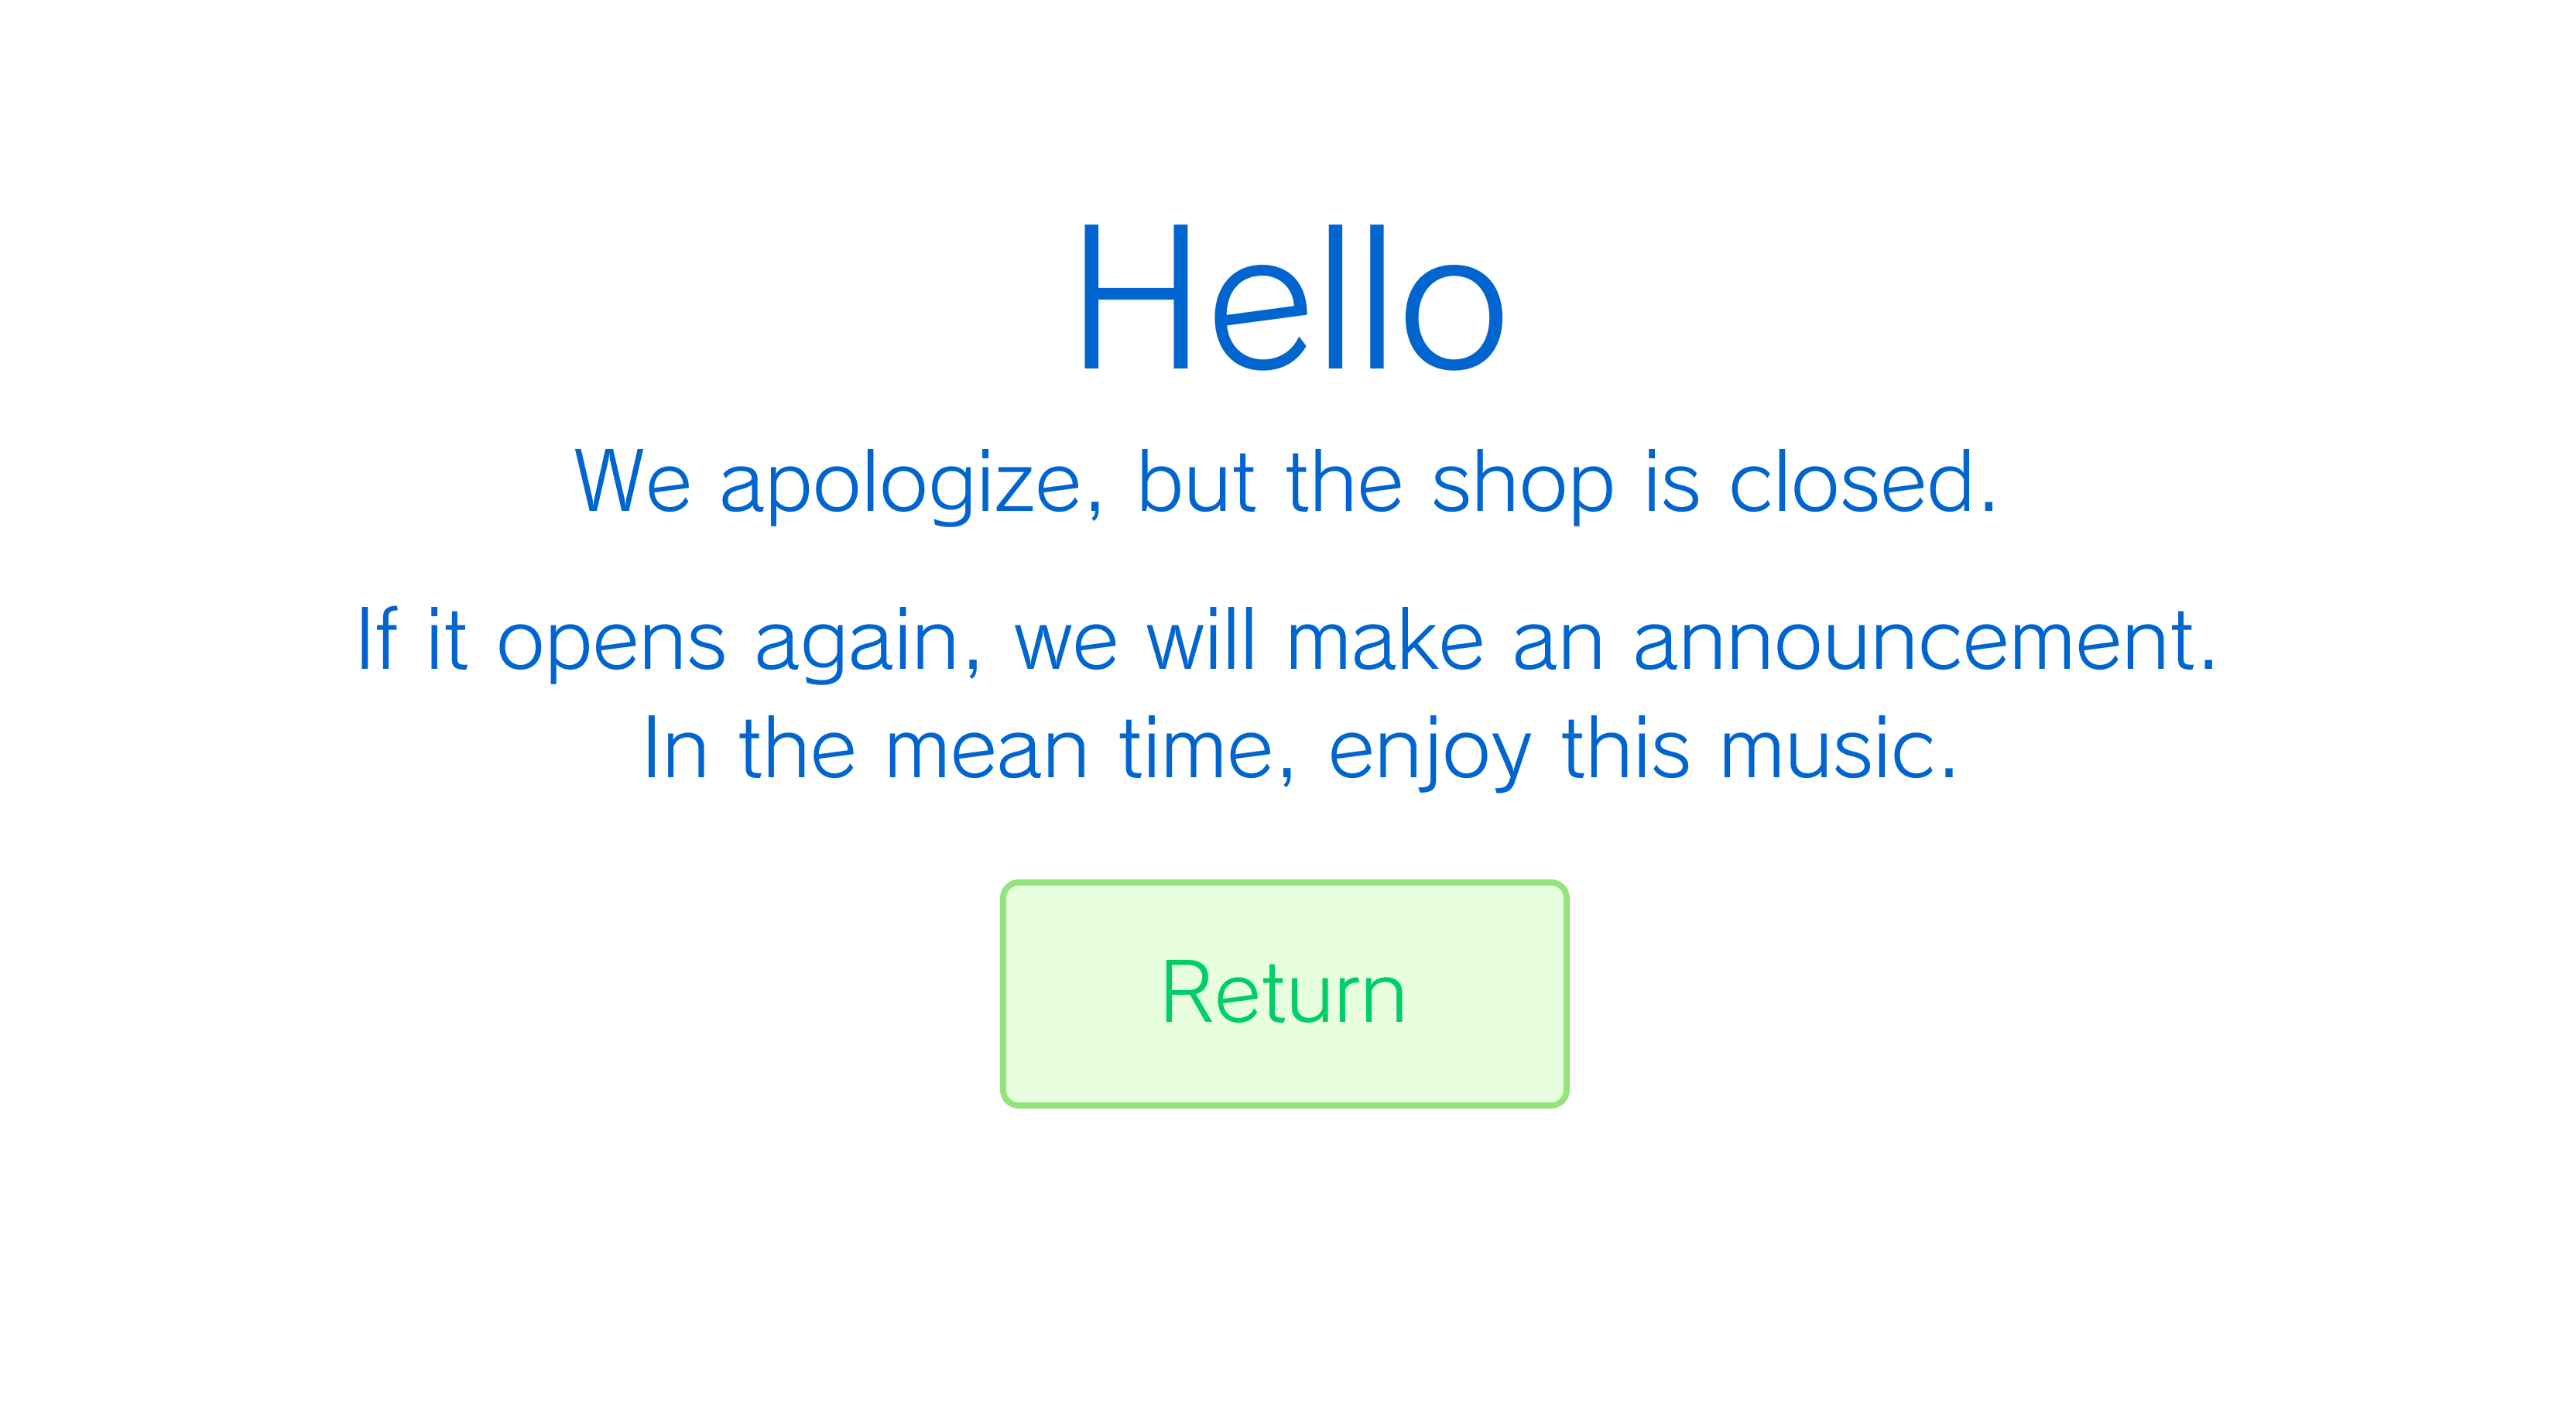 Hello
We apologize, but the shop is closed.
If it opens again, we will make an announcement.
In the mean time, enjoy this music.
Return